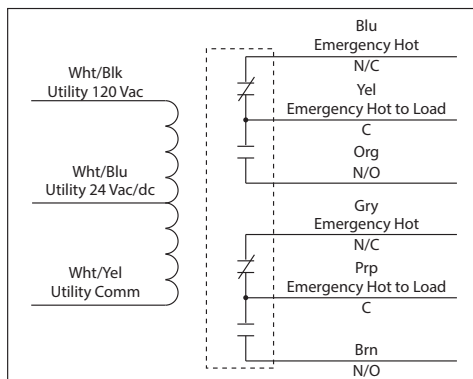 Wht/Blk
Utility 120 Vac
Wht/Blu
Utility 24 Vac/dc
Wht/Yel
Utility Comm
Blu
Emergency Hot
N/C
Yel
Emergency Hot to Load
C
Org
N/O
Gry
Emergency Hot
N/C
Prp
Emergency Hot to Load
C
Brn
N/O